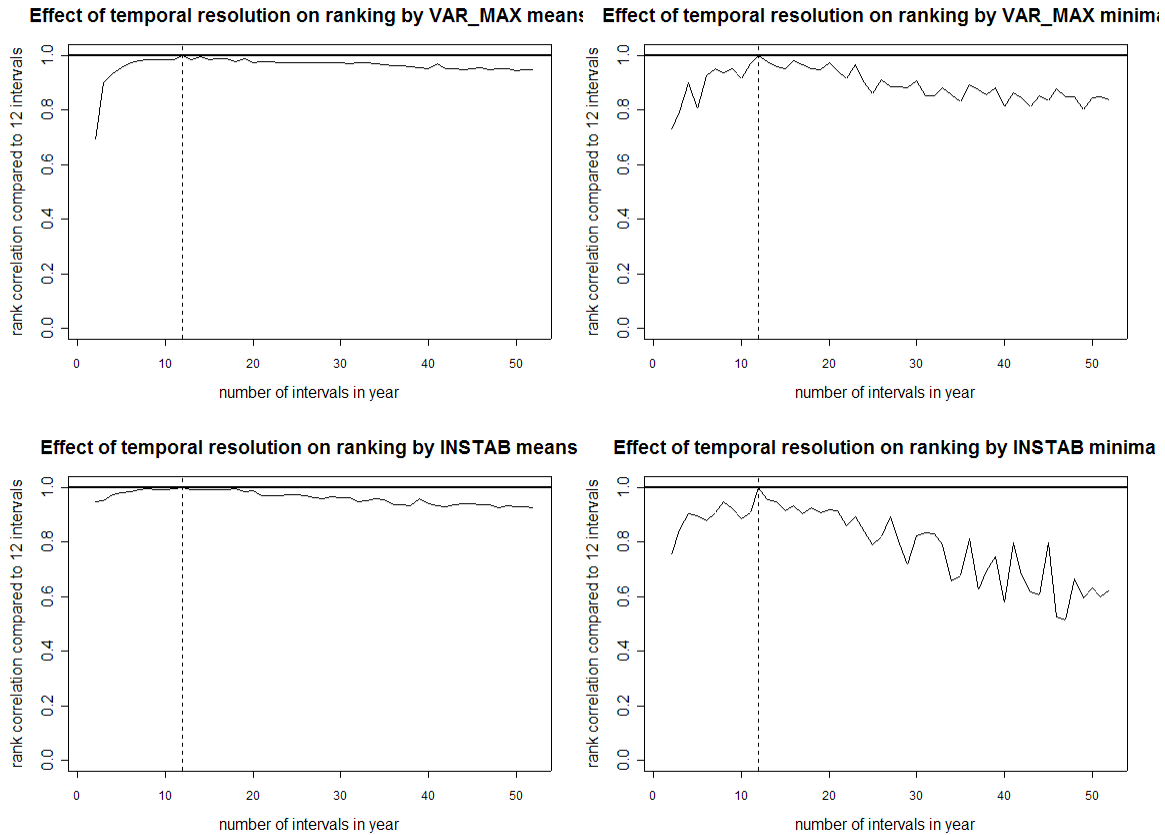 Effect of temporal resolution on ranking by VAR_MAX means
rank correlation compared to 12 intervals
1.0
0.8
0.6
0.4
0.2
0.0
0 10 20 30 40 50
number of intervals in year
Effect of temporal resolution on ranking by VAR_MAX minima
rank correlation compared to 12 intervals
1.0
0.8
0.6
0.4
0.2
0.0
0 10 20 30 40 50
number of intervals in year
Effect of temporal resolution on ranking by INSTAB means
rank correlation compared to 12 intervals
1.0
0.8
0.6
0.4
0.2
0.0
0 10 20 30 40 50
number of intervals in year
Effect of temporal resolution on ranking by INSTAB minima
rank correlation compared to 12 intervals
1.0
0.8
0.6
0.4
0.2
0.0
0 10 20 30 40 50
number of intervals in year